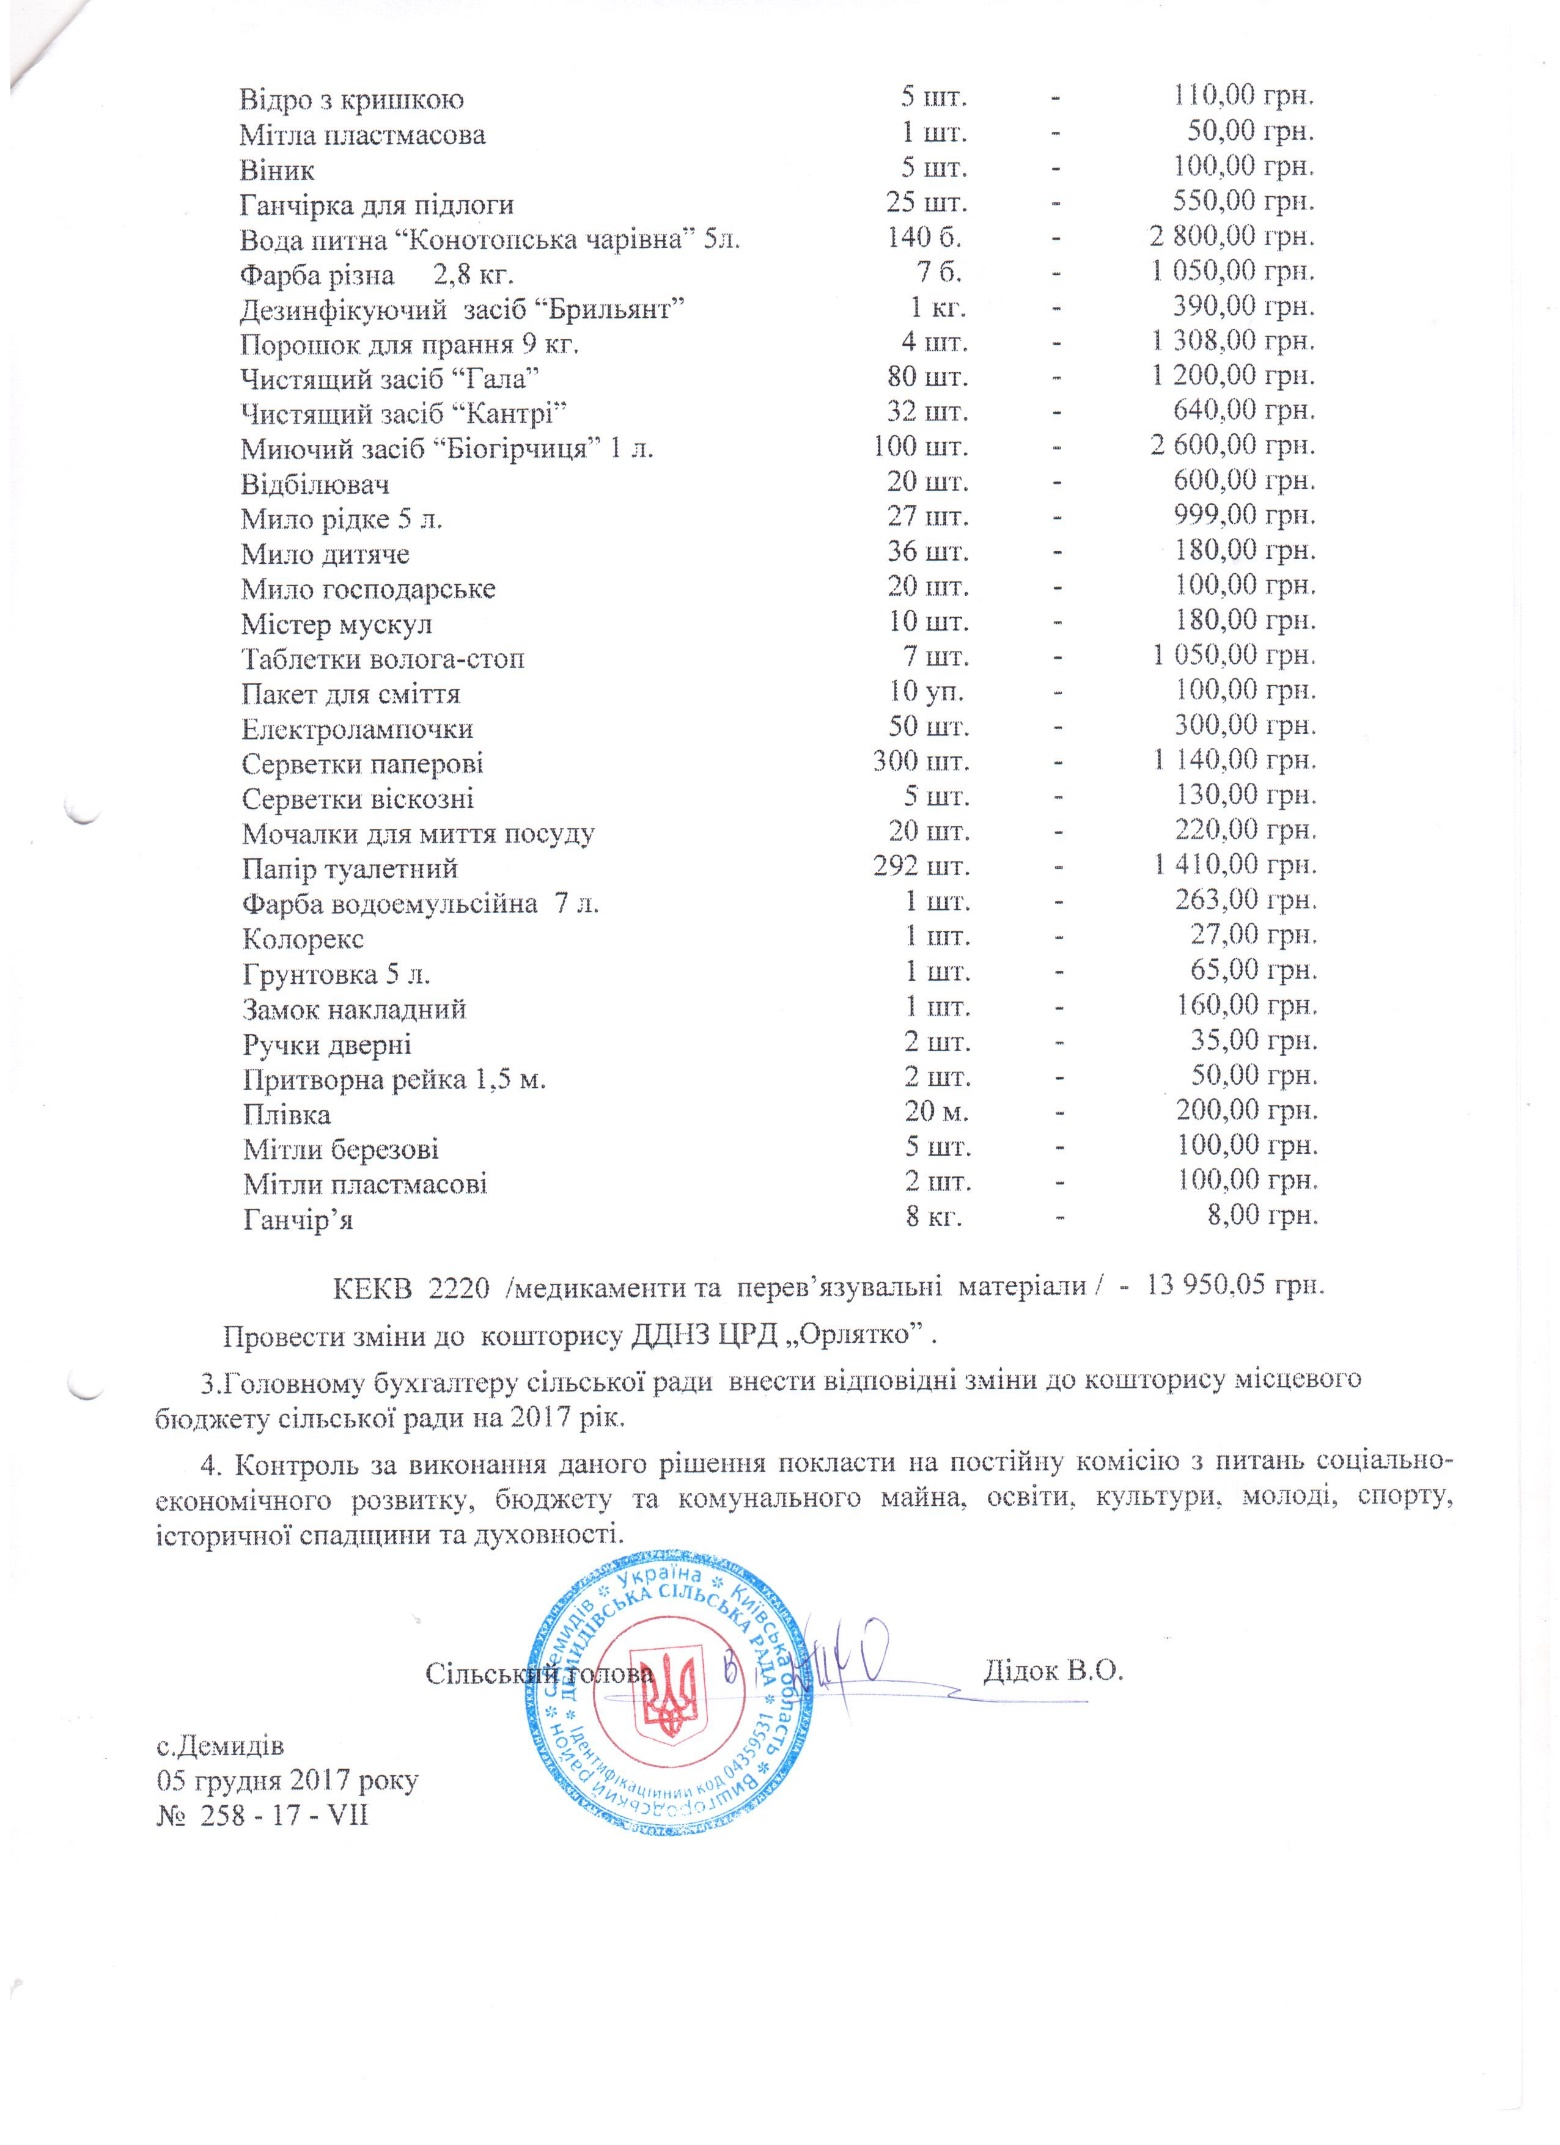 Відро з кришкою 5 шт. - 110,00 грн.
Мітла пластмасова 1 шт. - 50,00 грн.
Віник 5 шт. - 100,00 грн.
Ганчірка для підлоги 25 шт. - 550,00 грн.
Вода питна “Конотопська чарівна” 5л. 140 б. - 2 800,00 грн.
Фарба різна 2,8 кг. 7 б. - 1 050,00 грн.
Дезинфікуючий засіб “Брильянт” 1 кг. - 390,00 грн.
Порошок для прання 9 кг. 4 шт. - 1 308,00 грн.
Чистящий засіб “Гала” 80 шт. - 1 200,00 грн.
Чистящий засіб “Кантрі” 32 шт. - 640,00 грн.
Миючий засіб “Біогірчиця” 1 л. 100 шт. - 2 600,00 грн.
Відбілювач 20 шт. - 600,00 грн.
Мило рідке 5 л. 27 шт. - 999,00 грн.
Мило дитяче 36 шт. - 180,00 грн.
Мило господарське 20 шт. - 100,00 грн.
Містер мускул 10 шт. - 180,00 грн.
Таблетки волога-стоп 7 шт. - 1 050,00 грн.
Пакет для сміття 10 уп. - 100,00 грн.
Електролампочки 50 шт. - 300,00 грн.
Серветки паперові 300 шт. - 1 140,00 грн.
Серветки віскозні 5 шт. - 130,00 грн.
Мочалки для миття посуду 20 шт. - 220,00 грн.
Папір туалетний 292 шт. - 1 410,00 грн.
Фарба водоемульсійна 7 л. 1 шт. - 263,00 грн.
Колорекс 1 шт. - 27,00 грн.
Грунтовка 5 л. 1 шт. - 65,00 грн.
Замок накладний 1 шт. - 160,00 грн.
Ручки дверні 2 шт. - 35,00 грн.
Притворна рейка 1,5 м. 2 шт. - 50,00 грн.
Плівка 20 м. - 200,00 грн.
Мітли березові 5 шт. - 100,00 грн.
Мітли пластмасові 2 шт. - 100,00 грн.
Ганчір’я 8 кг. - 8,00 грн.
КЕКВ 2220 /медикаменти та перев’язувальні матеріали / - 13 950,05 грн.
Провести зміни до кошторису ДДНЗ ЦРД „Орлятко” .
3.Головному бухгалтеру сільської ради внести відповідні зміни до кошторису місцевого
бюджету сільської ради на 2017 рік.
4. Контроль за виконання даного рішення покласти на постійну комісію з питань соціально-
економічного розвитку, бюджету та комунального майна, освіти, культури, молоді, спорту,
історичної спадщини та духовності.
Сільський голова Дідок В.О.
Україна * Київська область * Вишгородський район * с.Демидів *
ДЕМИДІВСЬКА СІЛЬСЬКА РАДА *
Ідентифікаційний код 04359531
с.Демидів
05 грудня 2017 року
№ 258 - 17 - VII